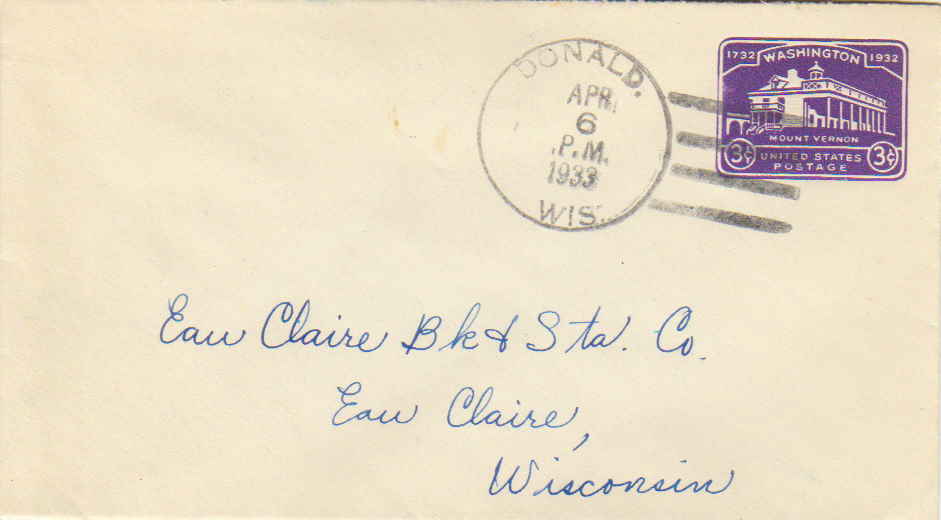 DONALD.
APR.
6
P.M.
1933
WIS.
1732 WASHINGTON 1932
MOUNT VERNON
3¢ UNITED STATES 3¢
POSTAGE
Eau Claire Bk & Sta. Co.
Eau Claire,
Wisconsin